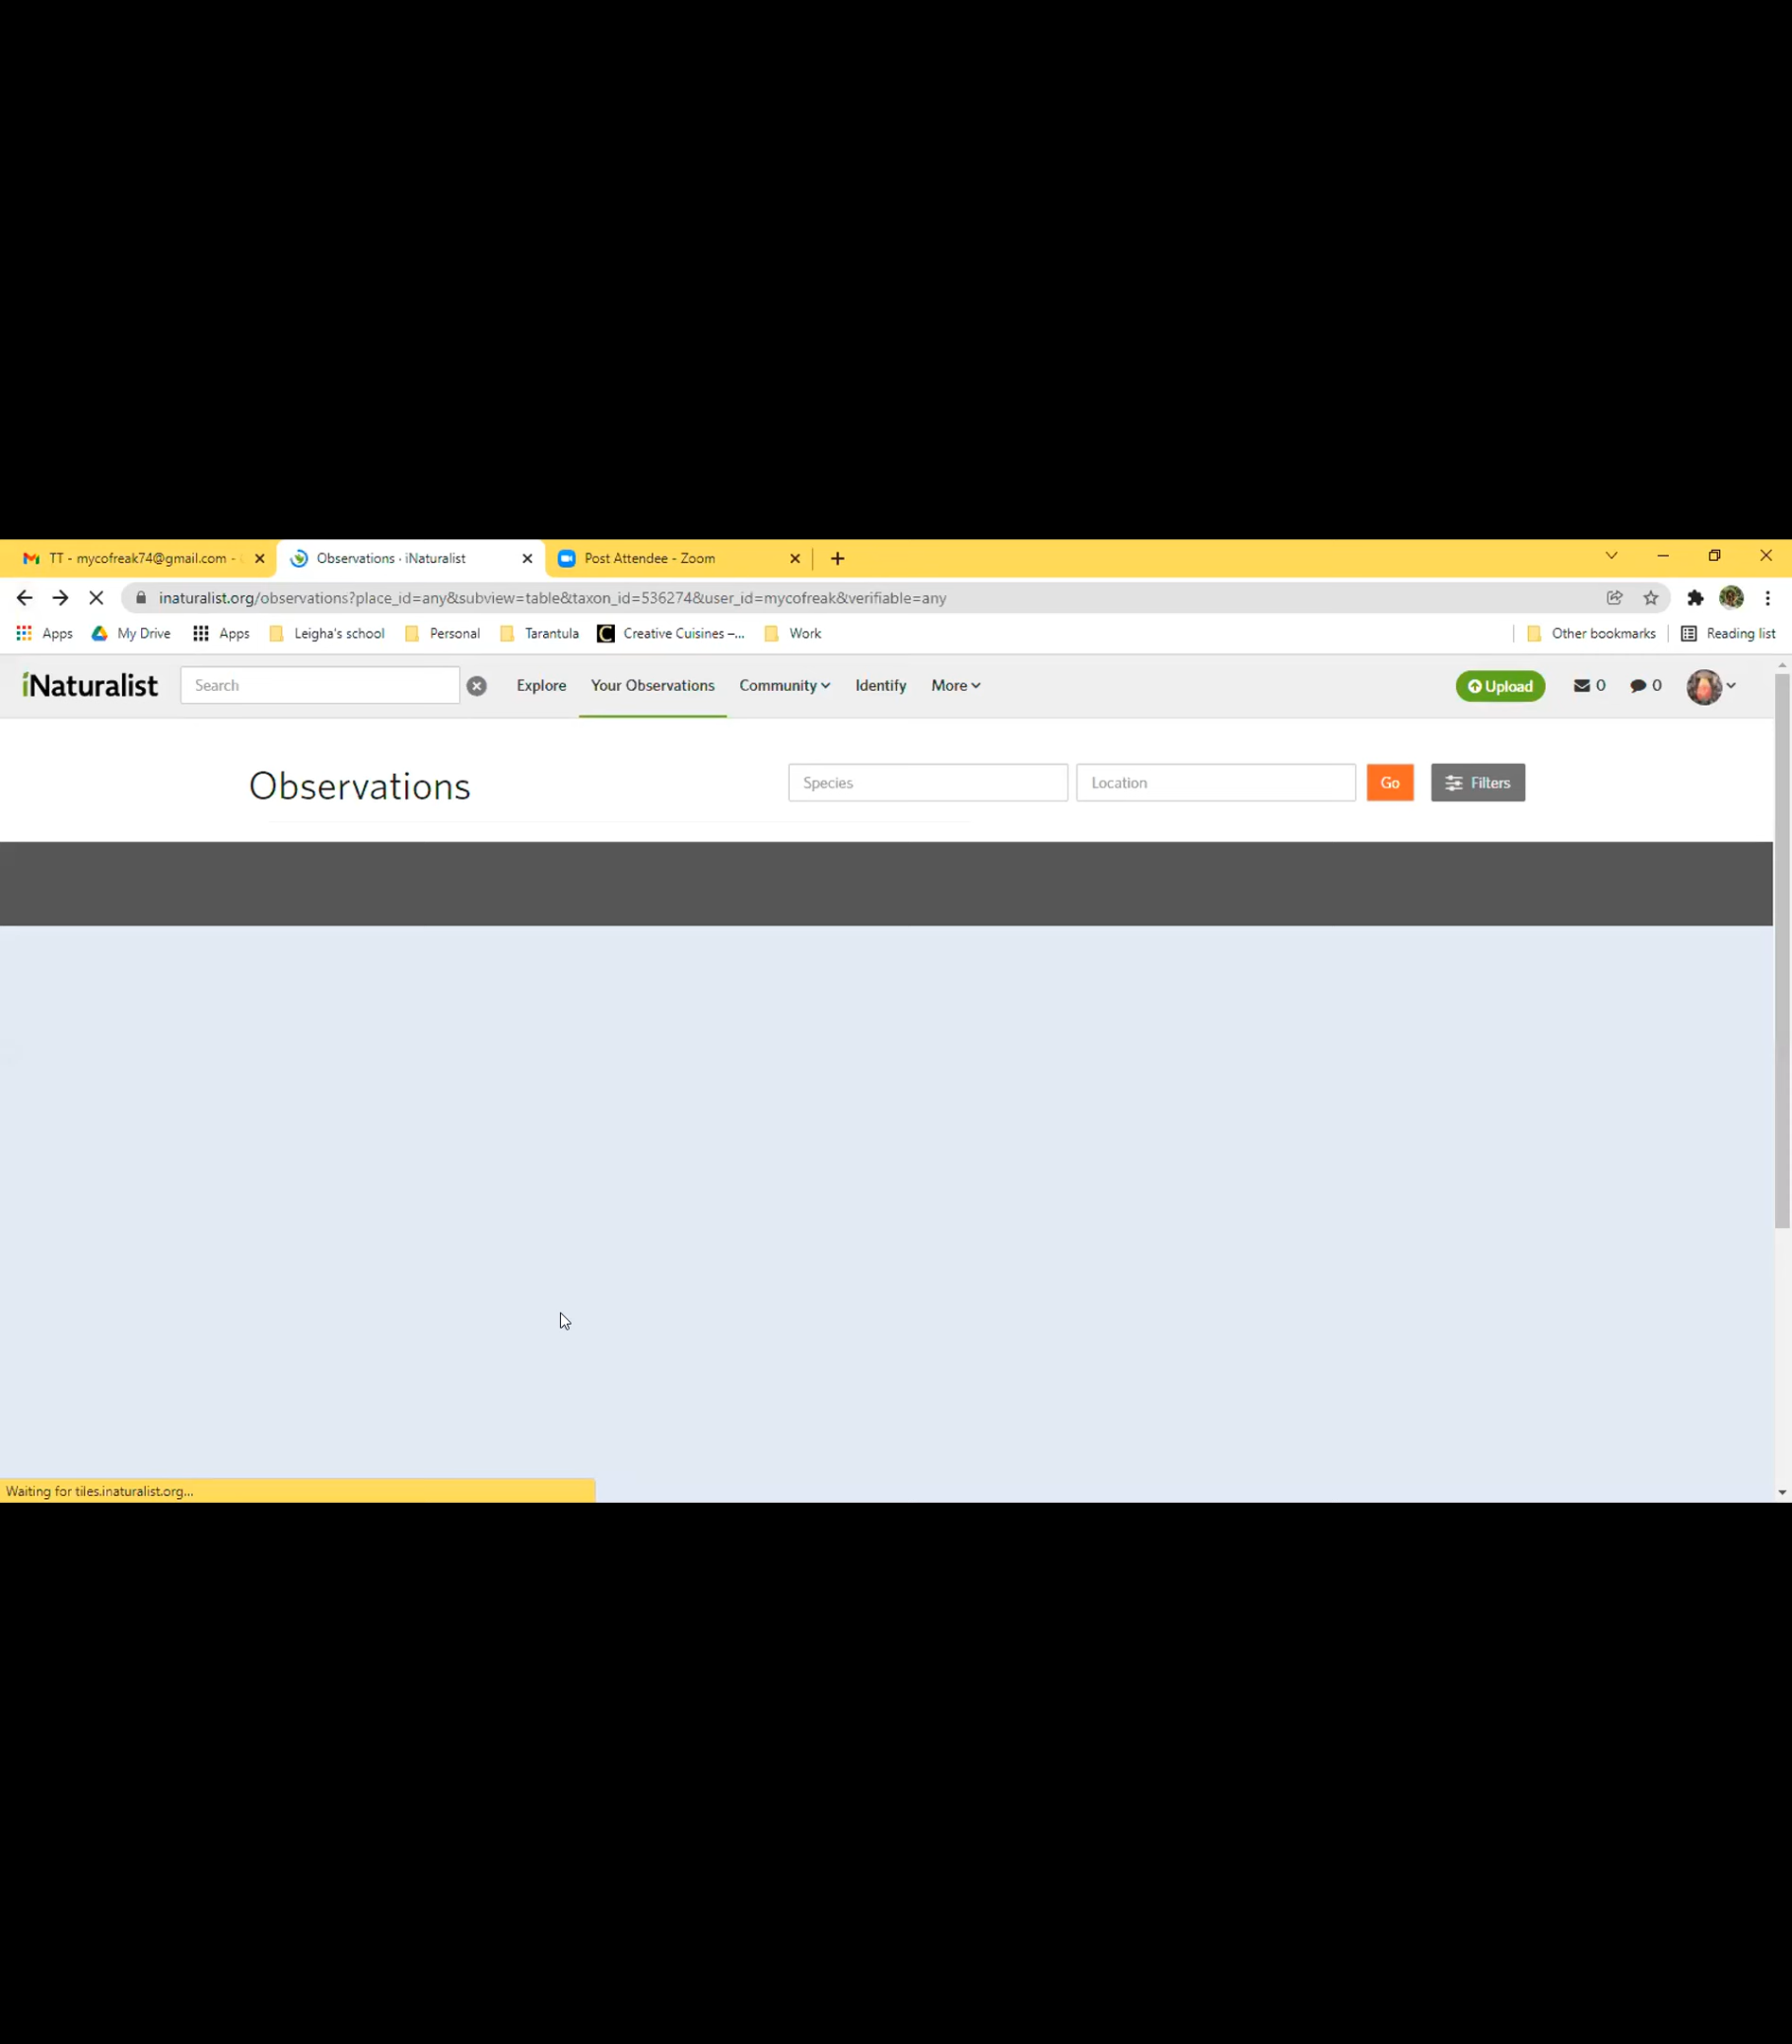 TT - mycofreak74@gmail.com -
Observations · iNaturalist
Post Attendee - Zoom
inaturalist.org/observations?place_id=any&subview=table&taxon_id=536274&user_id=mycofreak&verifiable=any
Apps My Drive Apps Leigha's school Personal Tarantula Creative Cuisines –... Work Other bookmarks Reading list
iNaturalist Search Explore Your Observations Community Identify More Upload 0 0
Observations Species Location Go Filters
Waiting for tiles.inaturalist.org...